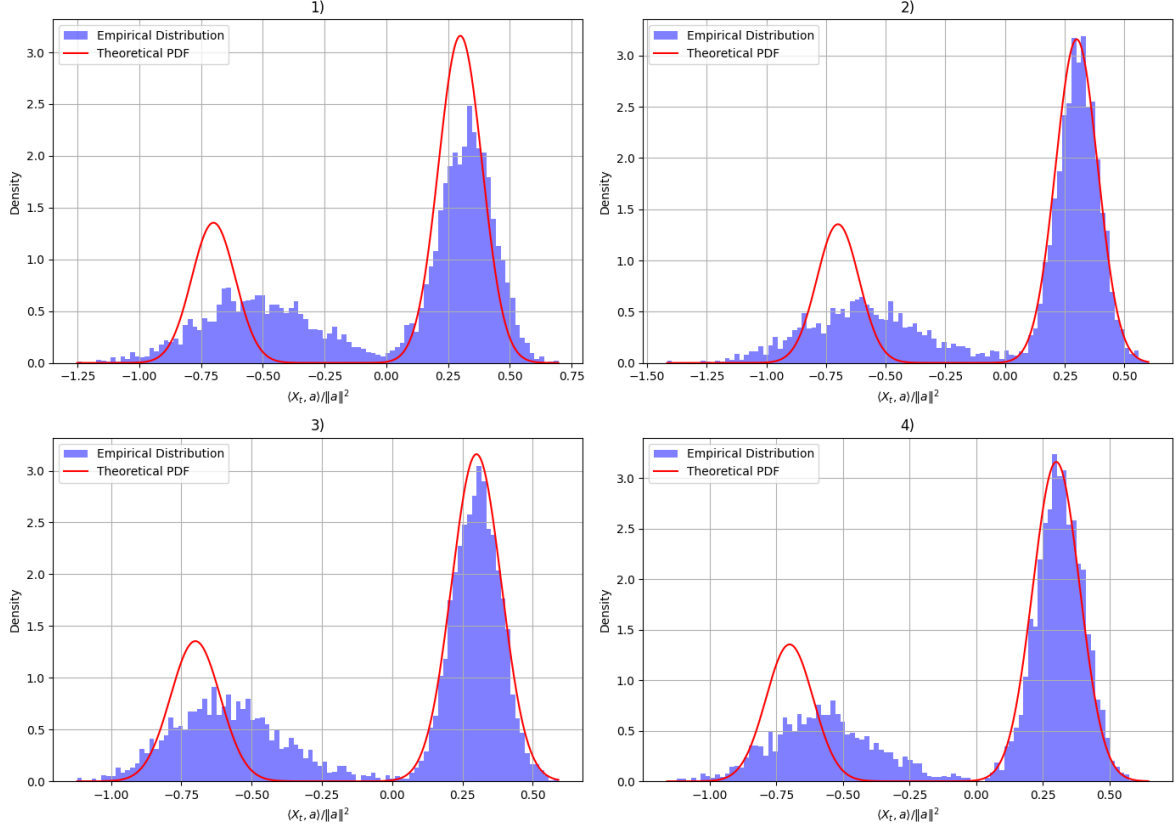 1)
Empirical Distribution
Theoretical PDF
Density
3.0
2.5
2.0
1.5
1.0
0.5
0.0
−1.25 −1.00 −0.75 −0.50 −0.25 0.00 0.25 0.50 0.75
⟨X_t, a⟩/‖a‖²
2)
Empirical Distribution
Theoretical PDF
Density
3.0
2.5
2.0
1.5
1.0
0.5
0.0
−1.50 −1.25 −1.00 −0.75 −0.50 −0.25 0.00 0.25 0.50
⟨X_t, a⟩/‖a‖²
3)
Empirical Distribution
Theoretical PDF
Density
3.0
2.5
2.0
1.5
1.0
0.5
0.0
−1.00 −0.75 −0.50 −0.25 0.00 0.25 0.50
⟨X_t, a⟩/‖a‖²
4)
Empirical Distribution
Theoretical PDF
Density
3.0
2.5
2.0
1.5
1.0
0.5
0.0
−1.00 −0.75 −0.50 −0.25 0.00 0.25 0.50
⟨X_t, a⟩/‖a‖²